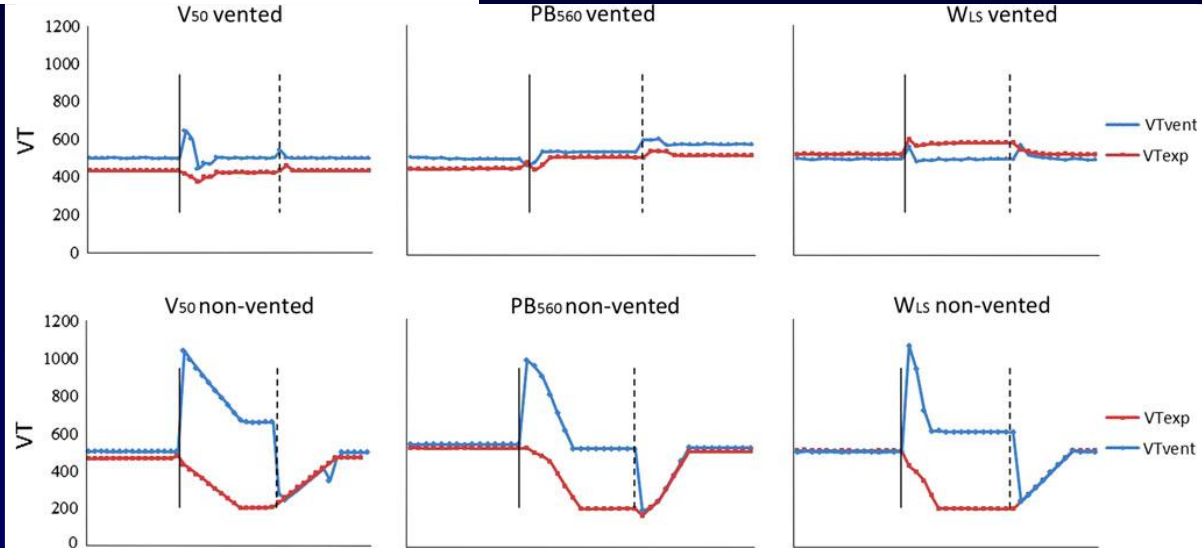 V50 vented
PB560 vented
WLS vented
1200
1000
800
600
400
200
0
VT
VTvent
VTexp
V50 non-vented
PB560 non-vented
WLS non-vented
1200
1000
800
600
400
200
0
VT
VTexp
VTvent